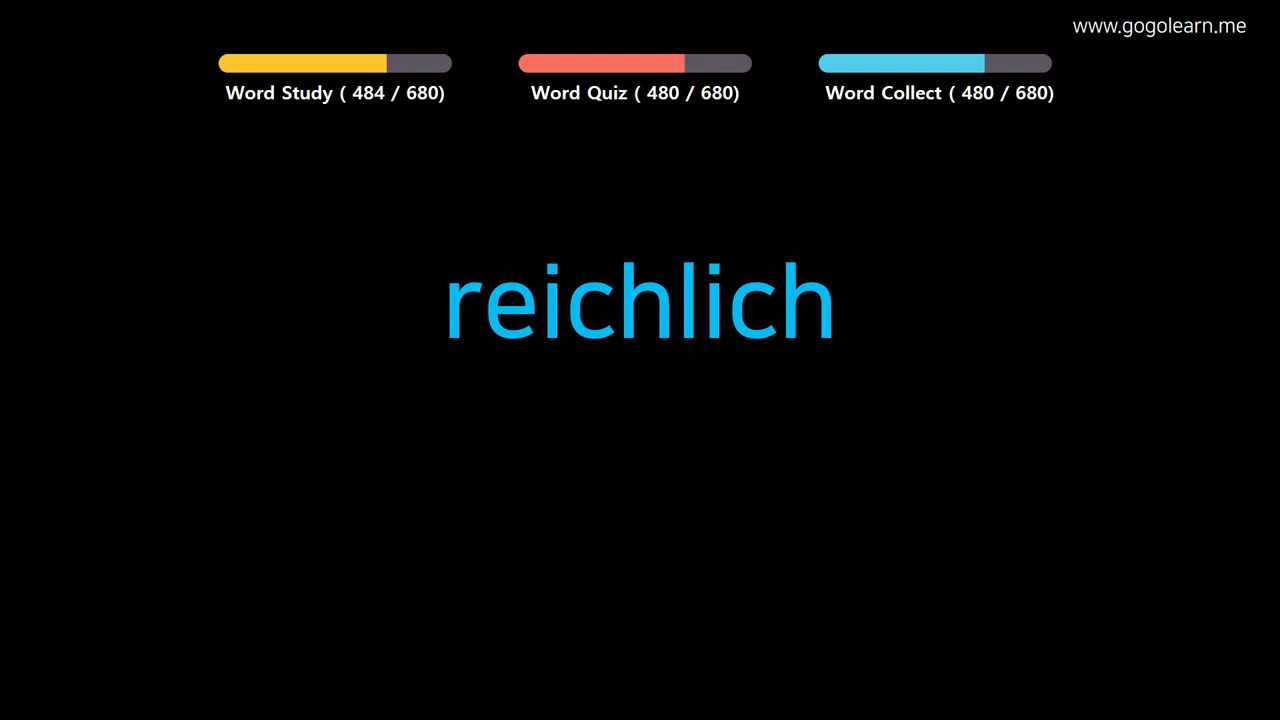 www.gogolearn.me
Word Study ( 484 / 680)
Word Quiz ( 480 / 680)
Word Collect ( 480 / 680)
reichlich